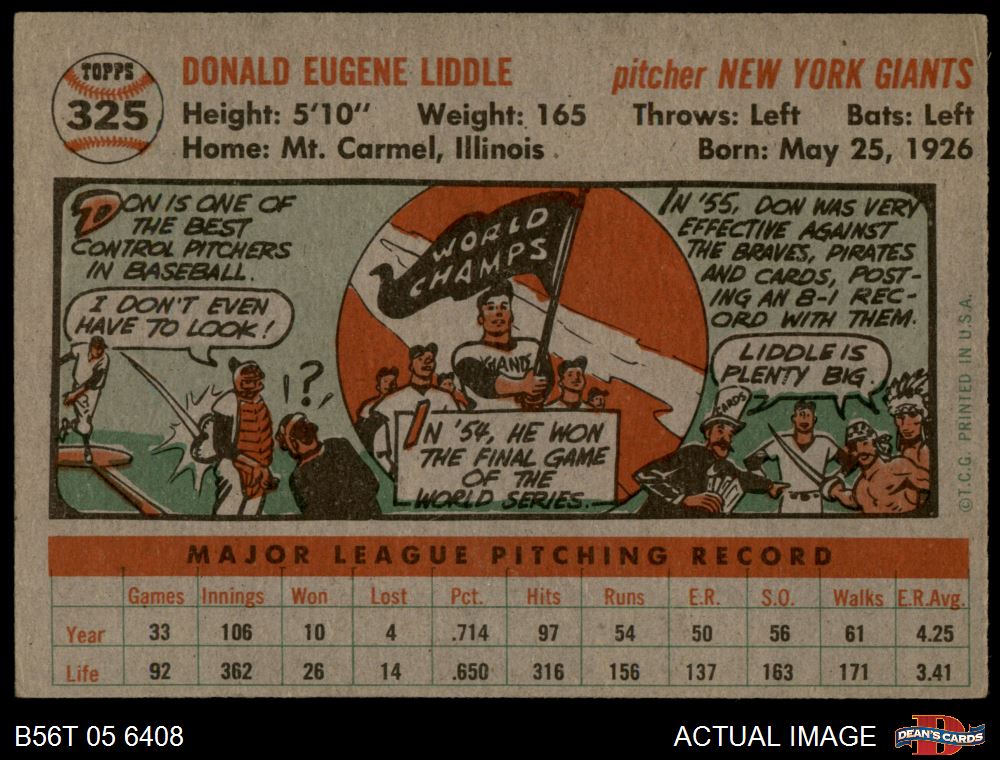 TOPPS
325
DONALD EUGENE LIDDLE
pitcher NEW YORK GIANTS
Height: 5'10" Weight: 165 Throws: Left Bats: Left
Home: Mt. Carmel, Illinois Born: May 25, 1926
DON IS ONE OF
THE BEST
CONTROL PITCHERS
IN BASEBALL.
I DON'T EVEN
HAVE TO LOOK!
!?
WORLD
CHAMPS
GIANTS
IN '54, HE WON
THE FINAL GAME
OF THE
WORLD SERIES.
IN '55, DON WAS VERY
EFFECTIVE AGAINST
THE BRAVES, PIRATES
AND CARDS, POST-
ING AN 8-1 REC-
ORD WITH THEM.
LIDDLE IS
PLENTY BIG.
CARDS
©T.C.G. PRINTED IN U.S.A.
MAJOR LEAGUE PITCHING RECORD
Games Innings Won Lost Pct. Hits Runs E.R. S.O. Walks E.R.Avg.
Year 33 106 10 4 .714 97 54 50 56 61 4.25
Life 92 362 26 14 .650 316 156 137 163 171 3.41
B56T 05 6408
ACTUAL IMAGE
D
DEAN'S CARDS